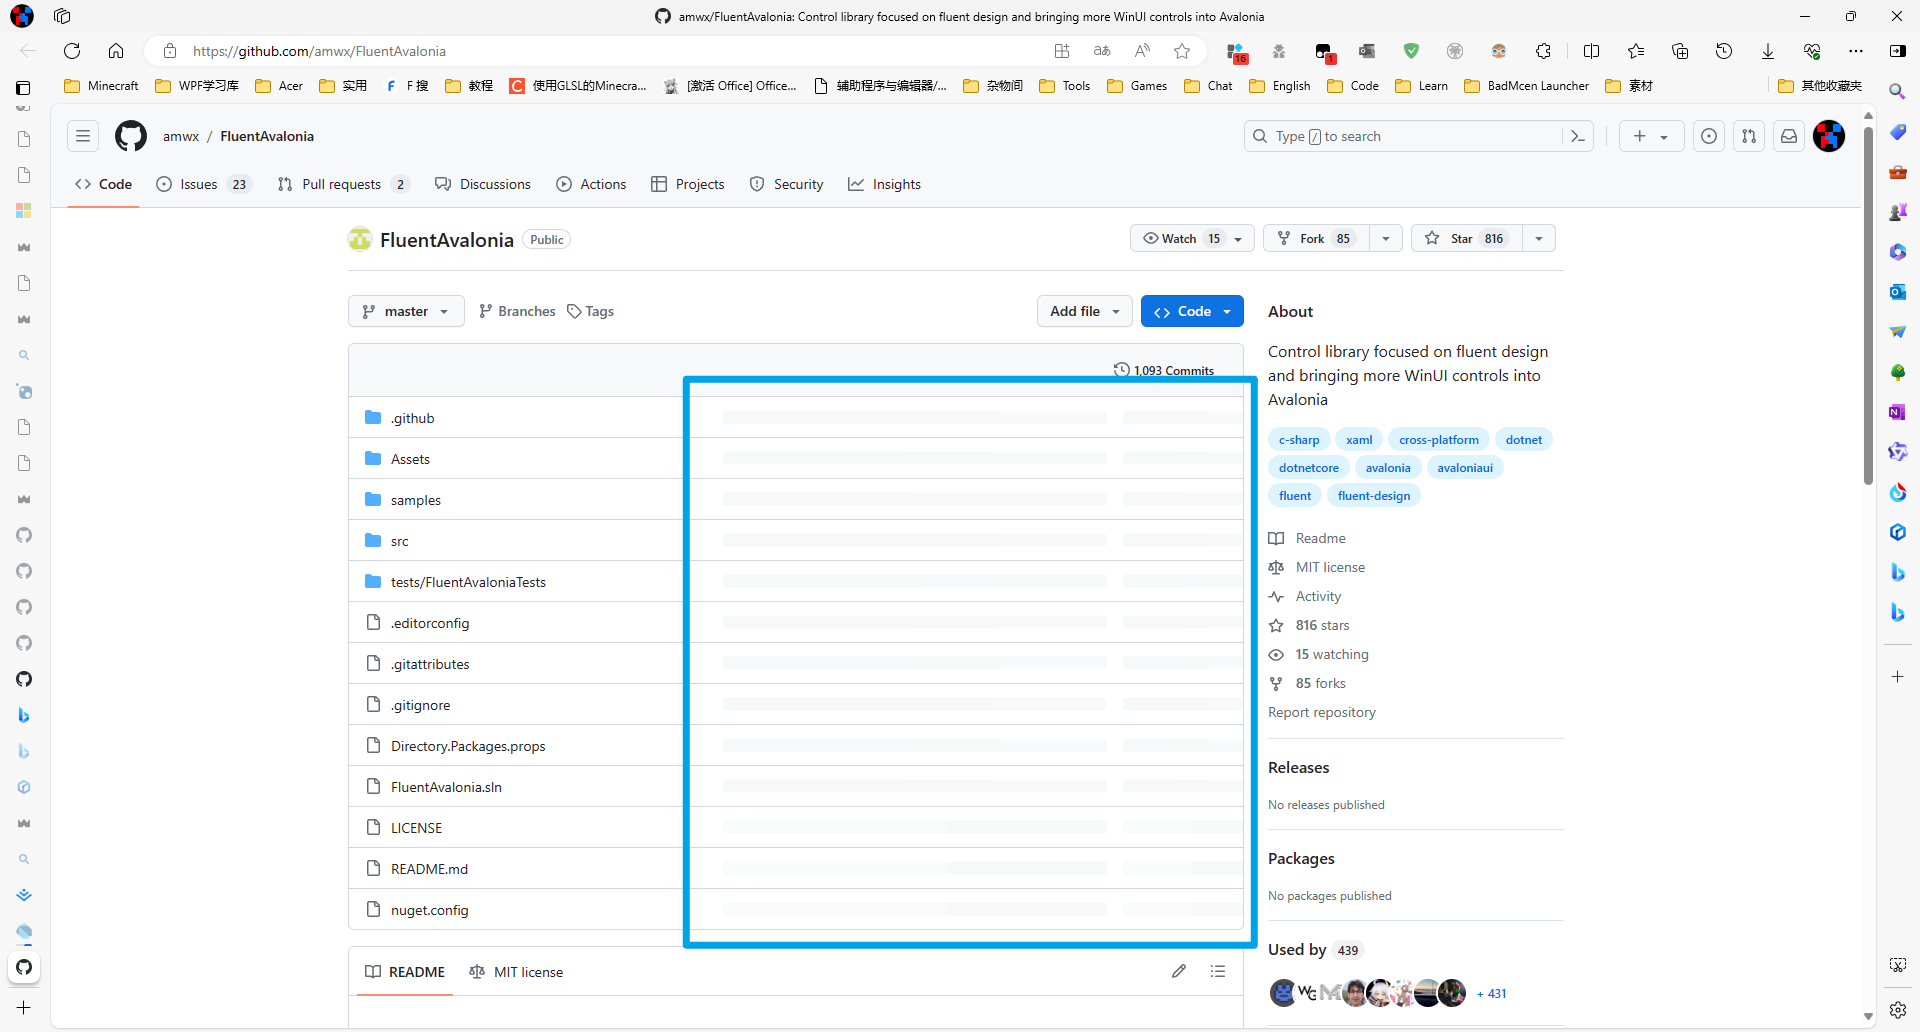 amwx/FluentAvalonia: Control library focused on fluent design and bringing more WinUI controls into Avalonia
https://github.com/amwx/FluentAvalonia
aあ
A
16
1
Minecraft
WPF学习库
Acer
实用
F 搜
教程
使用GLSL的Minecra...
[激活 Office] Office...
辅助程序与编辑器/...
杂物间
Tools
Games
Chat
English
Code
Learn
BadMcen Launcher
素材
其他收藏夹
amwx / FluentAvalonia
Type / to search
Code
Issues 23
Pull requests 2
Discussions
Actions
Projects
Security
Insights
FluentAvalonia Public
Watch 15
Fork 85
Star 816
master
Branches
Tags
Add file
Code
1,093 Commits
.github
Assets
samples
src
tests/FluentAvaloniaTests
.editorconfig
.gitattributes
.gitignore
Directory.Packages.props
FluentAvalonia.sln
LICENSE
README.md
nuget.config
README
MIT license
About
Control library focused on fluent design
and bringing more WinUI controls into
Avalonia
c-sharp xaml cross-platform dotnet
dotnetcore avalonia avaloniaui
fluent fluent-design
Readme
MIT license
Activity
816 stars
15 watching
85 forks
Report repository
Releases
No releases published
Packages
No packages published
Used by 439
+ 431